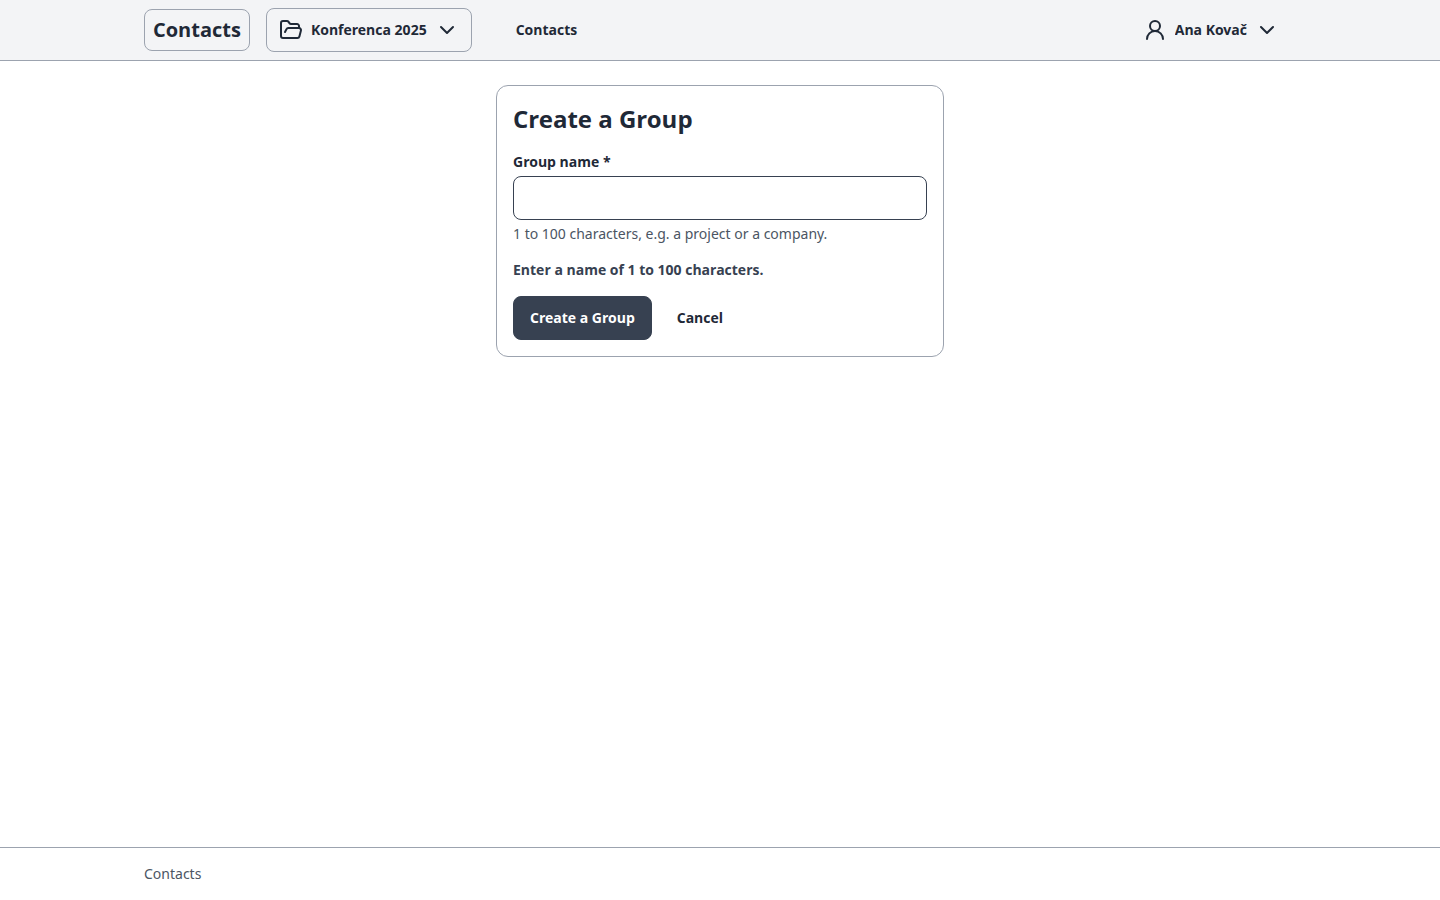 Contacts
Konferenca 2025
Contacts
Ana Kovač
Create a Group
Group name *
1 to 100 characters, e.g. a project or a company.
Enter a name of 1 to 100 characters.
Create a Group
Cancel
Contacts